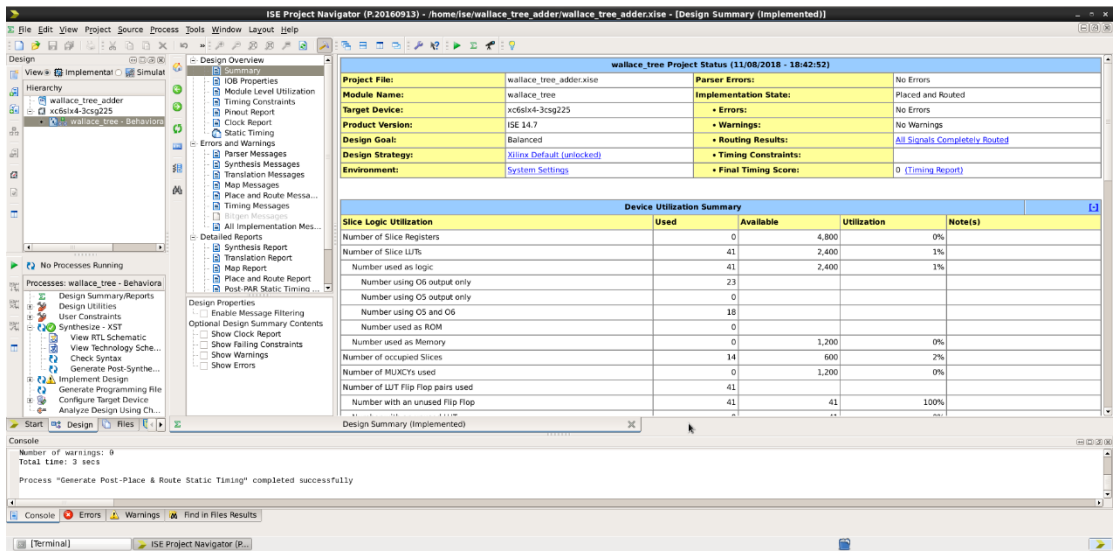 ISE Project Navigator (P.20160913) - /home/ise/wallace_tree_adder/wallace_tree_adder.xise - [Design Summary (Implemented)]
File Edit View Project Source Process Tools Window Layout Help
Design
View: Implementat Simulat
Hierarchy
wallace_tree_adder
xc6slx4-3csg225
wallace_tree - Behaviora
No Processes Running
Processes: wallace_tree - Behaviora
Design Summary/Reports
Design Utilities
User Constraints
Synthesize - XST
View RTL Schematic
View Technology Sche...
Check Syntax
Generate Post-Synthe...
Implement Design
Generate Programming File
Configure Target Device
Analyze Design Using Ch...
Start Design Files
Design Overview
Summary
IOB Properties
Module Level Utilization
Timing Constraints
Pinout Report
Clock Report
Static Timing
Errors and Warnings
Parser Messages
Synthesis Messages
Translation Messages
Map Messages
Place and Route Messa...
Timing Messages
Bitgen Messages
All Implementation Mes...
Detailed Reports
Synthesis Report
Translation Report
Map Report
Place and Route Report
Post-PAR Static Timing ...
Design Properties
Enable Message Filtering
Optional Design Summary Contents
Show Clock Report
Show Failing Constraints
Show Warnings
Show Errors
wallace_tree Project Status (11/08/2018 - 18:42:52)
Project File: wallace_tree_adder.xise Parser Errors: No Errors
Module Name: wallace_tree Implementation State: Placed and Routed
Target Device: xc6slx4-3csg225 • Errors: No Errors
Product Version: ISE 14.7 • Warnings: No Warnings
Design Goal: Balanced • Routing Results: All Signals Completely Routed
Design Strategy: Xilinx Default (unlocked) • Timing Constraints:
Environment: System Settings • Final Timing Score: 0 (Timing Report)
Device Utilization Summary [-]
Slice Logic Utilization Used Available Utilization Note(s)
Number of Slice Registers 0 4,800 0%
Number of Slice LUTs 41 2,400 1%
Number used as logic 41 2,400 1%
Number using O6 output only 23
Number using O5 output only 0
Number using O5 and O6 18
Number used as ROM 0
Number used as Memory 0 1,200 0%
Number of occupied Slices 14 600 2%
Number of MUXCYs used 0 1,200 0%
Number of LUT Flip Flop pairs used 41
Number with an unused Flip Flop 41 41 100%
Design Summary (Implemented)
Console
Number of warnings: 0
Total time: 3 secs
Process "Generate Post-Place & Route Static Timing" completed successfully
Console Errors Warnings Find in Files Results
[Terminal] ISE Project Navigator (P...